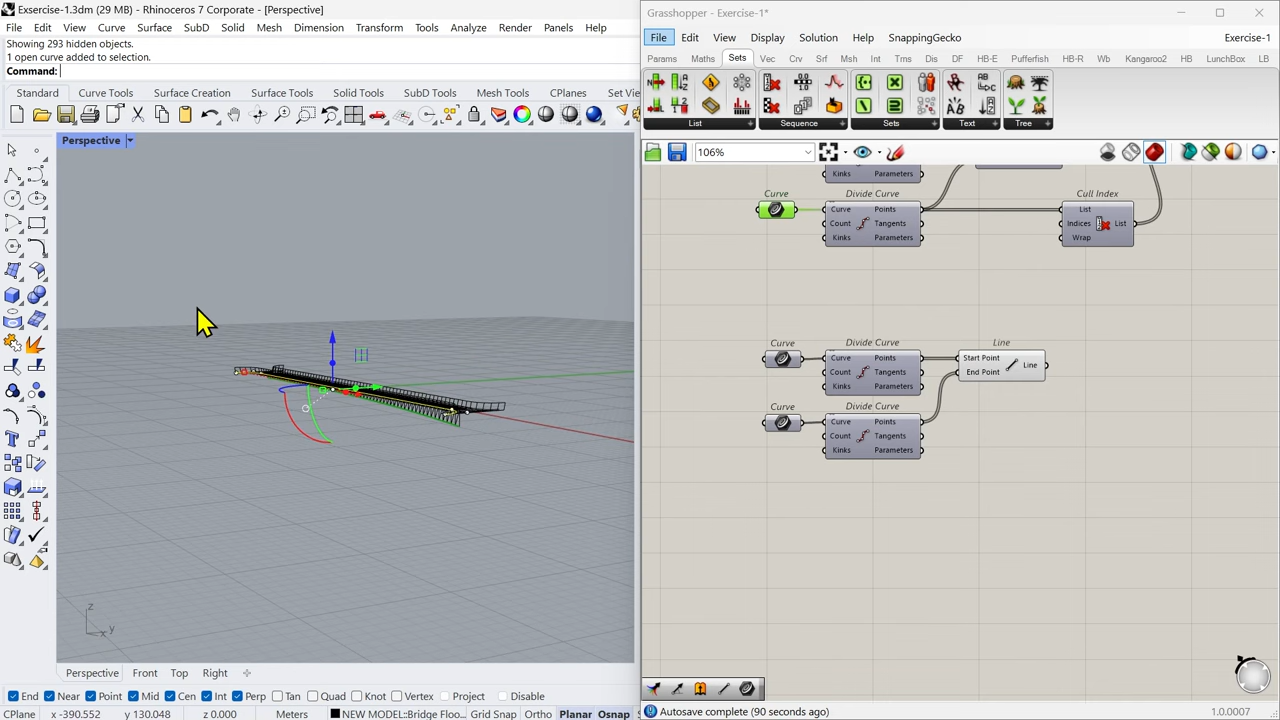 Exsercise-1.3dm (29 MB) - Rhinoceros 7 Corporate - [Perspective]
File Edit View Curve Surface SubD Solid Mesh Dimension Transform Tools Analyze Render Panels Help
Showing 293 hidden objects.
1 open curve added to selection.
Command:
Standard Curve Tools Surface Creation Surface Tools Solid Tools SubD Tools Mesh Tools CPlanes Set Vie
Perspective
z
x y
Perspective Front Top Right
End Near Point Mid Cen Int Perp Tan Quad Knot Vertex Project Disable
CPlane x -390.552 y 130.048 z 0.000 Meters NEW MODEL::Bridge Floo... Grid Snap Ortho Planar Osnap
Grasshopper - Exercise-1*
File Edit View Display Solution Help SnappingGecko Exercise-1
Params Maths Sets Vec Crv Srf Msh Int Trns Dis DF HB-E Pufferfish HB-R Wb Kangaroo2 HB LunchBox LB
List Sequence Sets Text Tree
106%
Kinks Parameters
Curve Divide Curve Cull Index
Curve Points List
Count Tangents Indices List
Kinks Parameters Wrap
Curve Divide Curve Line
Curve Points Start Point
Count Tangents End Point Line
Kinks Parameters
Curve Divide Curve
Curve Points
Count Tangents
Kinks Parameters
Autosave complete (90 seconds ago) 1.0.0007